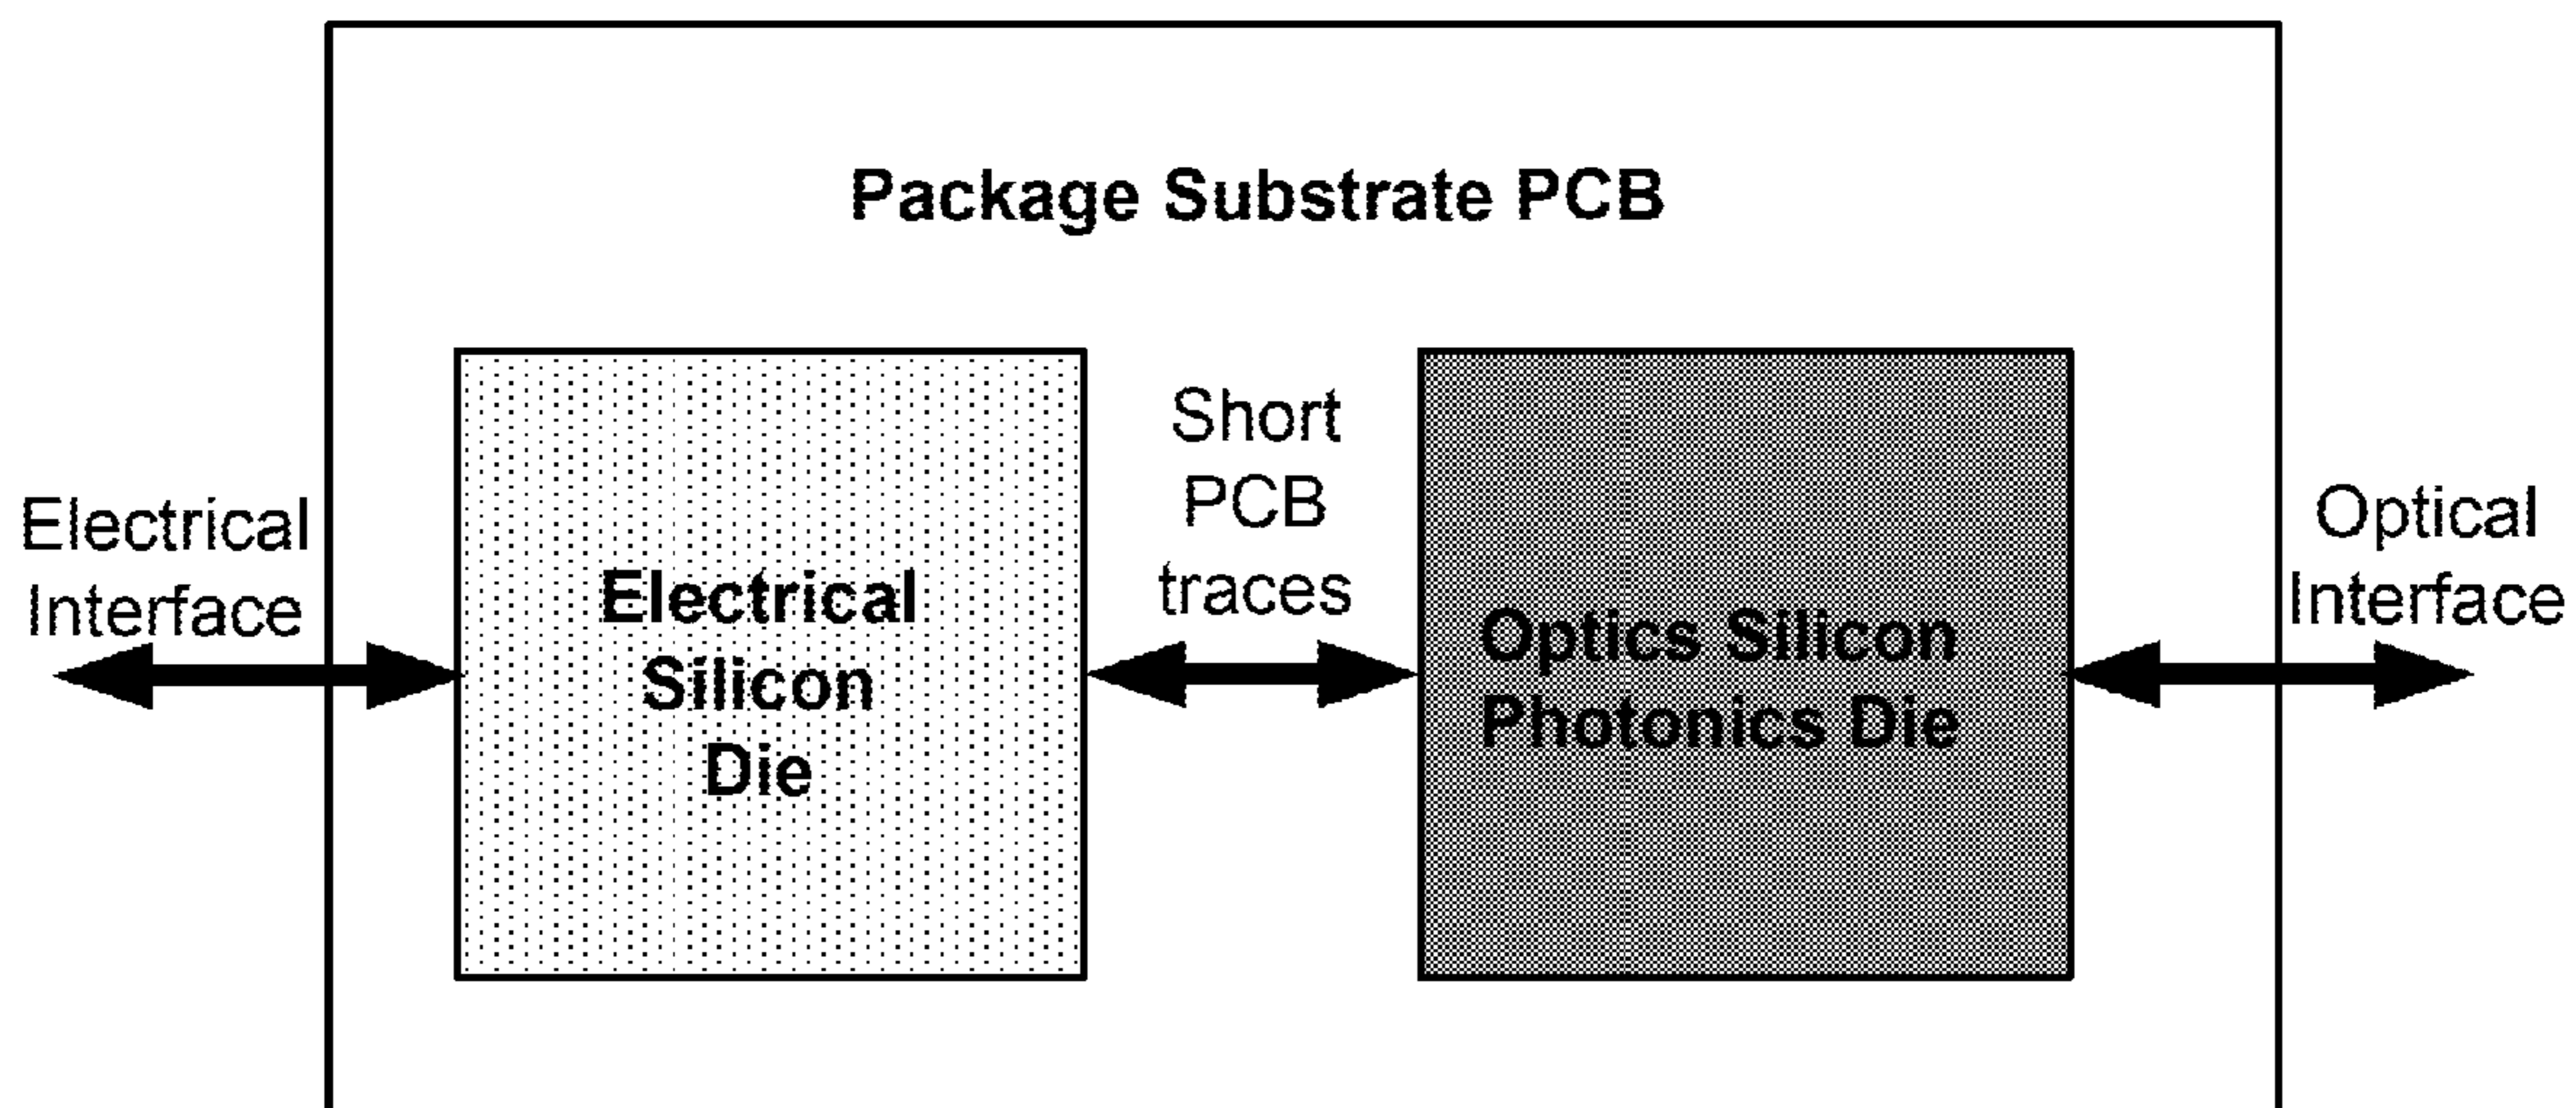 Package Substrate PCB
Electrical
Interface
Electrical
Silicon
Die
Short
PCB
traces
Optics Silicon
Photonics Die
Optical
Interface